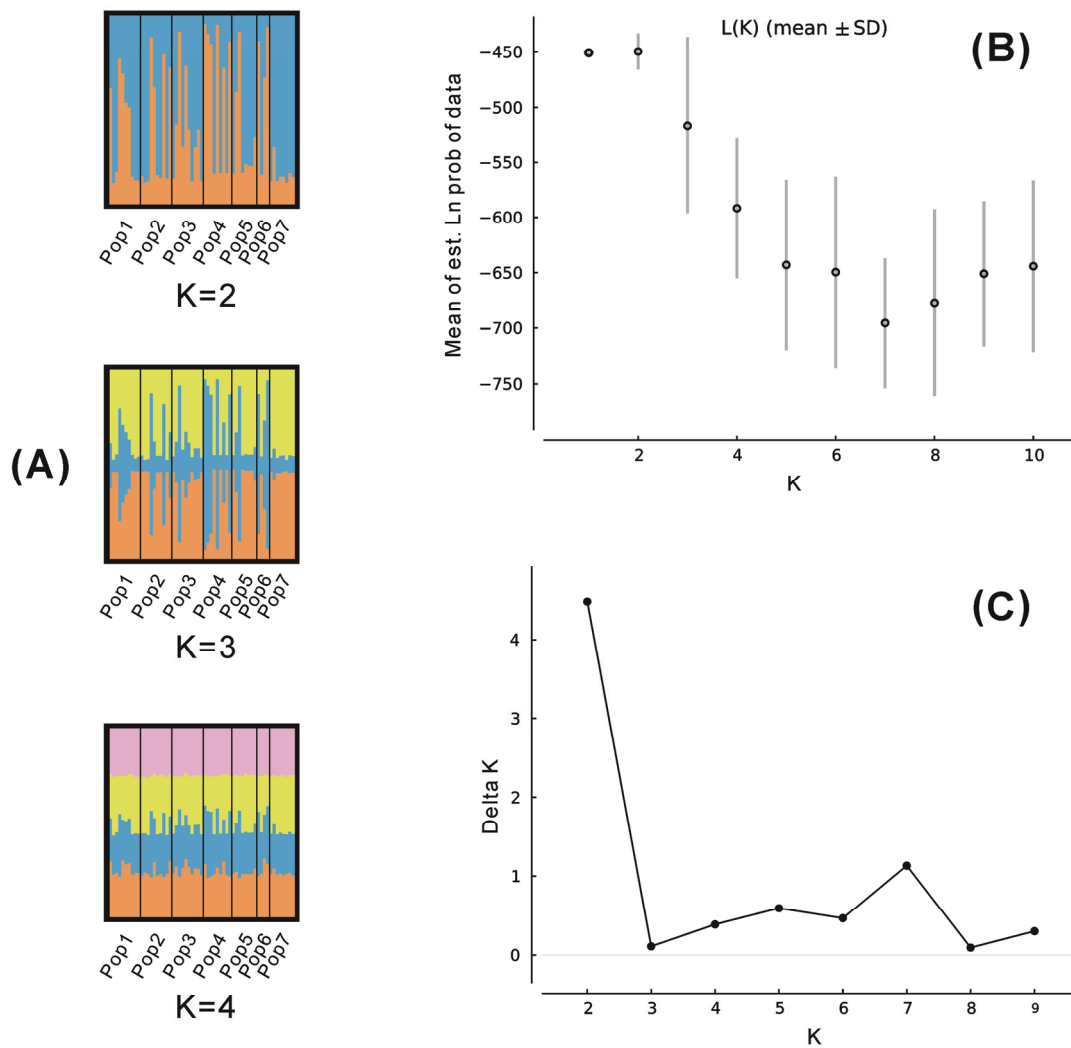 (A)
Pop1 Pop2 Pop3 Pop4 Pop5 Pop6 Pop7
K=2
Pop1 Pop2 Pop3 Pop4 Pop5 Pop6 Pop7
K=3
Pop1 Pop2 Pop3 Pop4 Pop5 Pop6 Pop7
K=4
(B)
L(K) (mean ±SD)
Mean of est. Ln prob of data
−450
−500
−550
−600
−650
−700
−750
2 4 6 8 10
K
(C)
Delta K
4
3
2
1
0
2 3 4 5 6 7 8 9
K